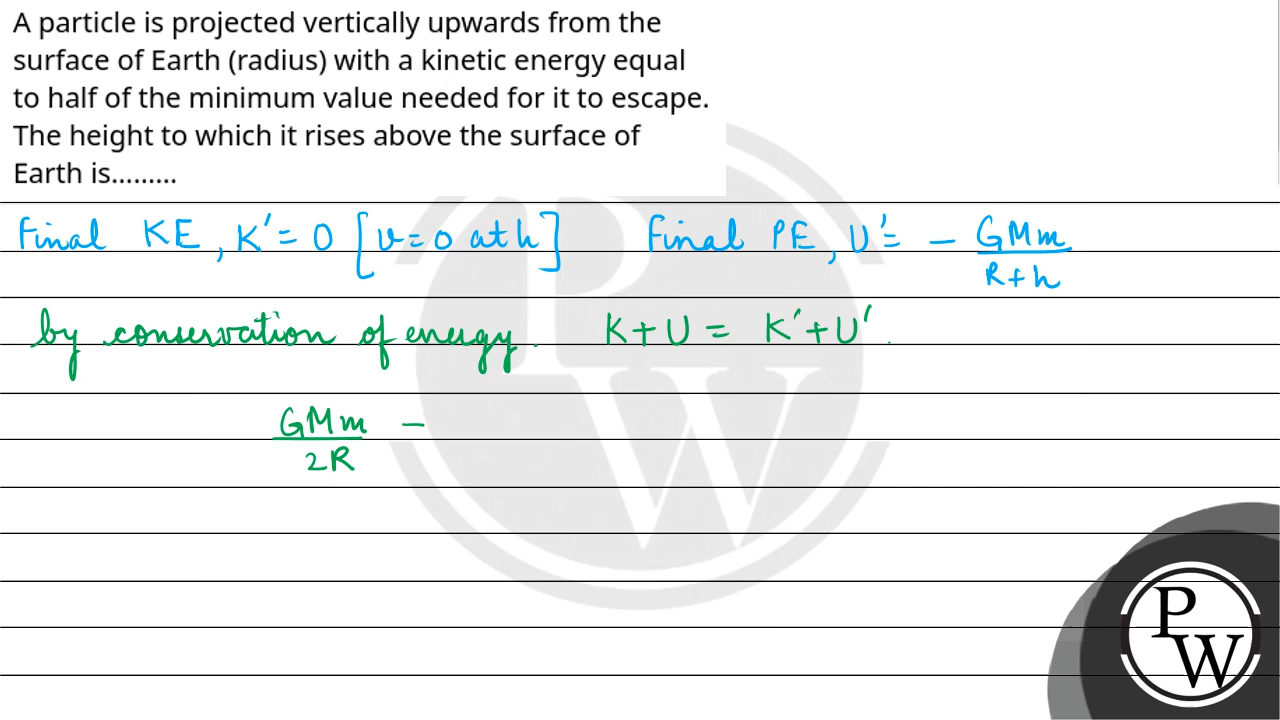 A particle is projected vertically upwards from the
surface of Earth (radius) with a kinetic energy equal
to half of the minimum value needed for it to escape.
The height to which it rises above the surface of
Earth is.........
Final KE, K' = 0 [v=0 at h] Final PE, U' = - GMm/R+h
by conservation of energy. K+U = K'+U'.
GMm/2R -
PW
PW